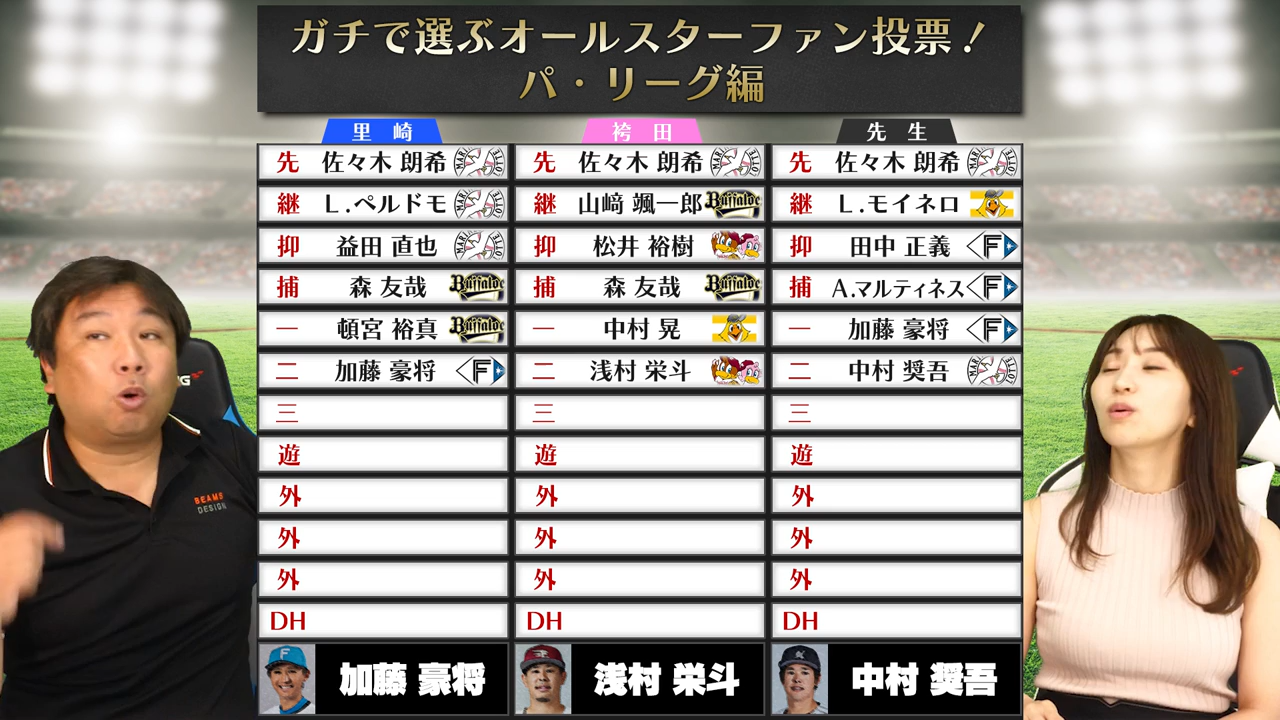 ガチで選ぶオールスターファン投票！
パ・リーグ編
里崎 袴田 先生
先 佐々木 朗希 先 佐々木 朗希 先 佐々木 朗希
継 L.ペルドモ 継 山﨑 颯一郎 Buffaloes 継 L.モイネロ
抑 益田 直也 抑 松井 裕樹 抑 田中 正義 F
捕 森 友哉 Buffaloes 捕 森 友哉 Buffaloes 捕 A.マルティネス F
一 頓宮 裕真 Buffaloes 一 中村 晃 一 加藤 豪将 F
二 加藤 豪将 F 二 浅村 栄斗 二 中村 奨吾
三 三 三
遊 遊 遊
外 外 外
外 外 外
外 外 外
DH DH DH
加藤 豪将 浅村 栄斗 中村 奨吾
BEAMS
DESIGN